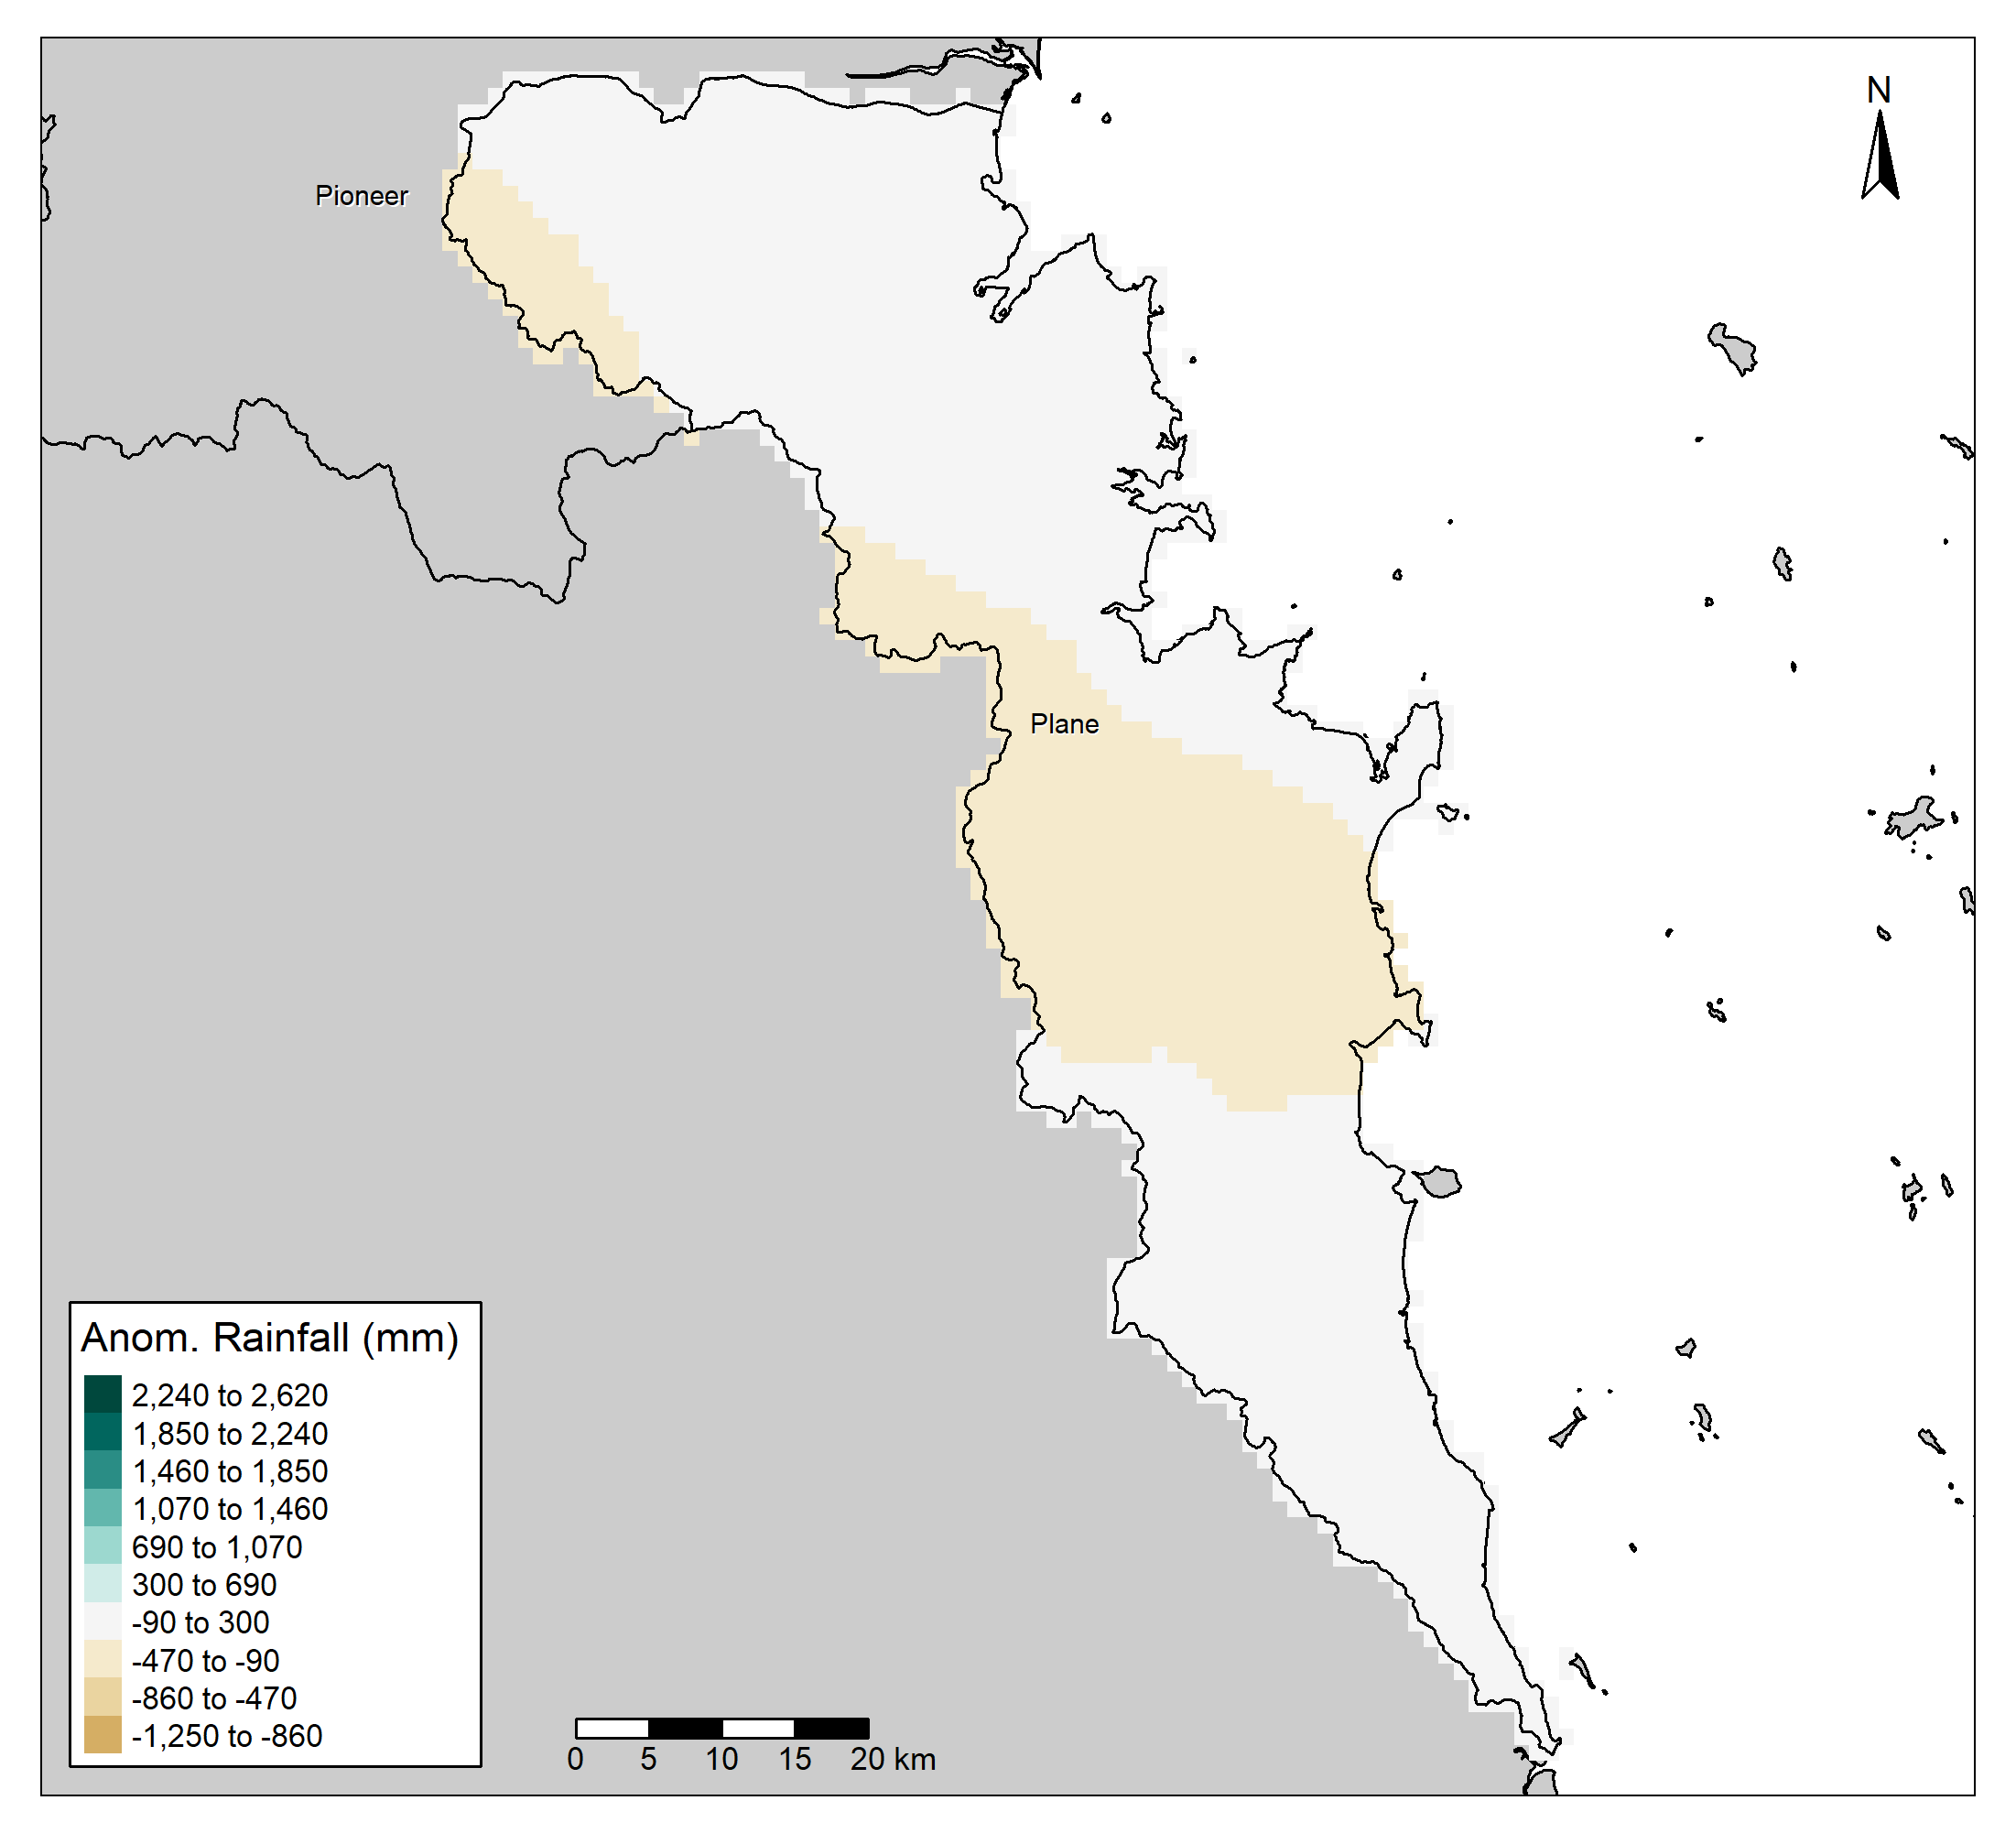 N
Pioneer
Plane
Anom. Rainfall (mm)
2,240 to 2,620
1,850 to 2,240
1,460 to 1,850
1,070 to 1,460
690 to 1,070
300 to 690
-90 to 300
-470 to -90
-860 to -470
-1,250 to -860
0 5 10 15 20 km